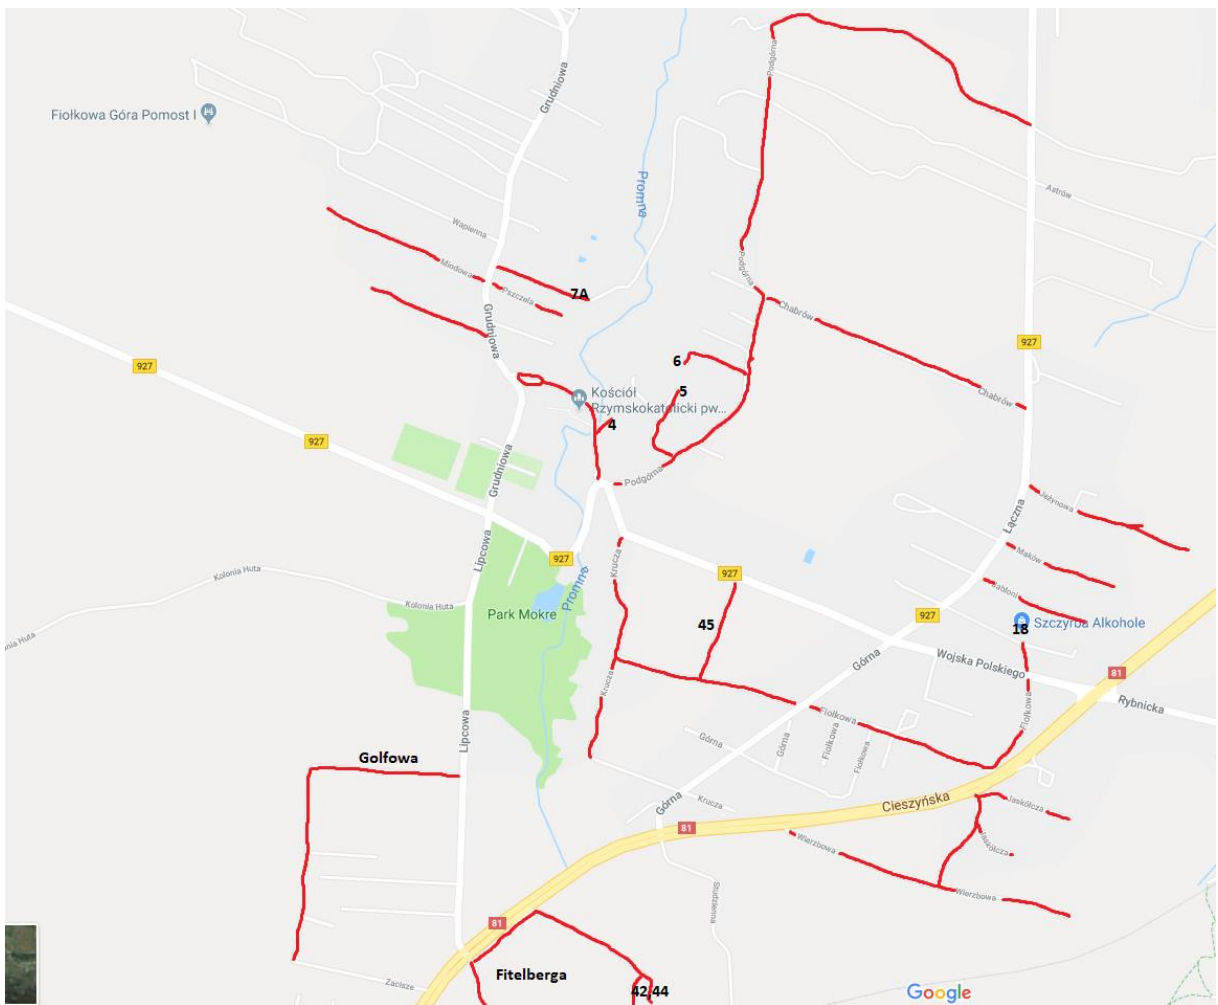 Grudniowa
Podgórna
Fiołkowa Góra Pomost I
Grudniowa
Promna
Astrów
Wapienna
Miodowa
Pszczela
7A
Podgórna
Chabrów
Grudniowa
927
927
6
5
Kościół
Rzymskokatolicki pw...
4
Chabrów
927
Grudniowa
Podgórna
Jeżynowa
Łączna
Lipcowa
Krucza
Maków
927
927
Kolonia Huta
Promna
Jabłoni
Kolonia Huta
Park Mokre
45
927
18
Szczyrba Alkohole
Górna
Wojska Polskiego
81
Krucza
Rybnicka
Lipcowa
Fiołkowa
Fiołkowa
Górna
Górna
Fiołkowa
Fiołkowa
Golfowa
Krucza
Górna
Cieszyńska
Jaskółcza
81
Wierzbowa
Jaskółcza
Wierzbowa
Studzienna
81
Zacisze
Fitelberga
42
44
Google